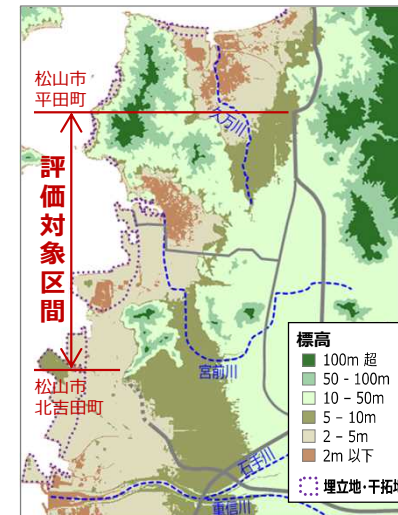 松山市
平田町
久万川
評価対象区間
宮前川
松山市
北吉田町
石手川
重信川
標高
100m 超
50 - 100m
10 - 50m
5 - 10m
2 - 5m
2m 以下
埋立地・干拓地